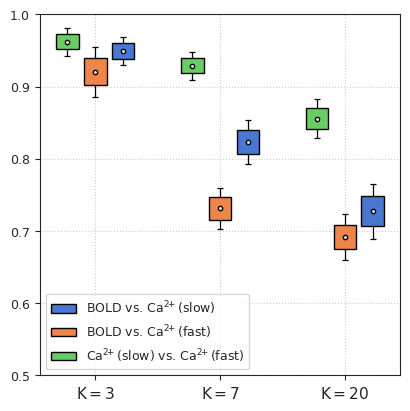 1.0
0.9
0.8
0.7
0.6
0.5
BOLD vs. Ca²⁺ (slow)
BOLD vs. Ca²⁺ (fast)
Ca²⁺ (slow) vs. Ca²⁺ (fast)
K = 3
K = 7
K = 20